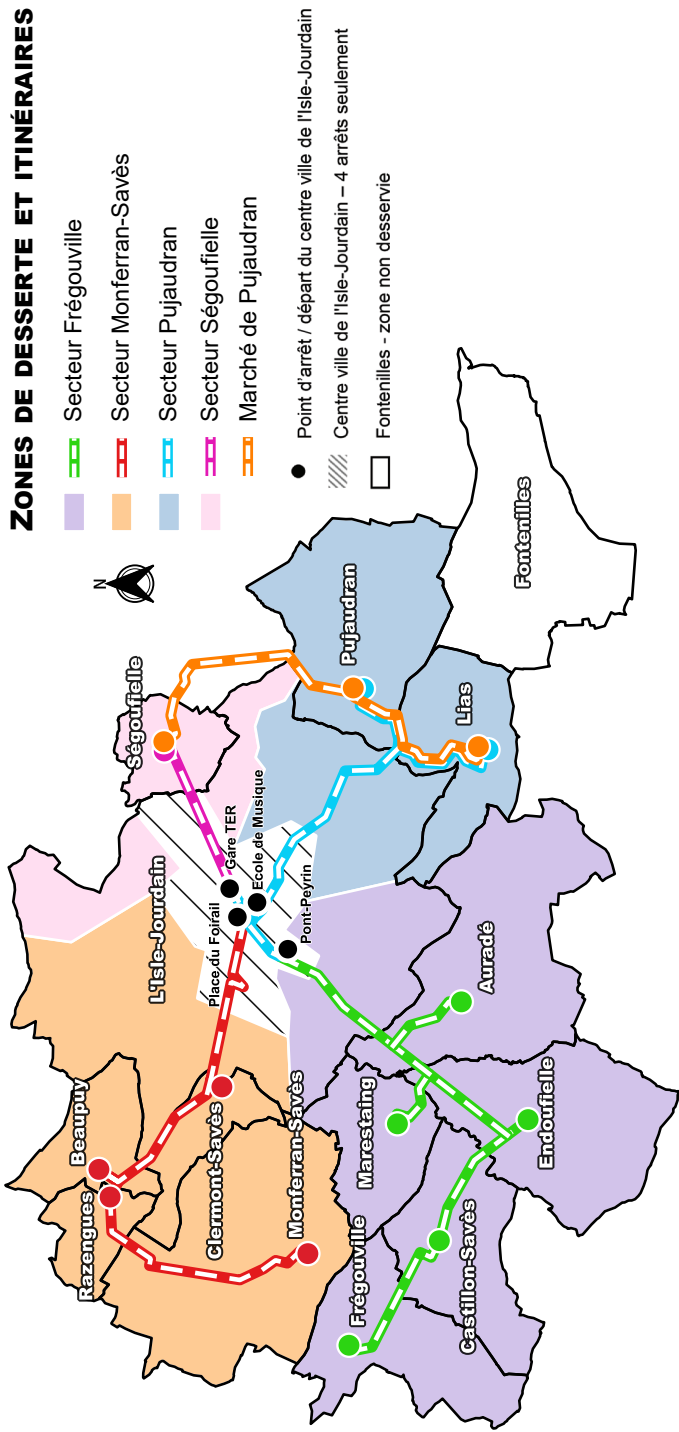 ZONES DE DESSERTE ET ITINÉRAIRES
Secteur Frégouville
Secteur Monferran-Savès
Secteur Pujaudran
Secteur Ségoufielle
Marché de Pujaudran
Point d'arrêt / départ du centre ville de l'Isle-Jourdain
Centre ville de l'Isle-Jourdain – 4 arrêts seulement
Fontenilles - zone non desservie
N
Razengues
Beaupuy
L'Isle-Jourdain
Ségoufielle
Clermont-Savès
Place du Foirail
Gare TER
Ecole de Musique
Monferran-Savès
Pont-Peyrin
Pujaudran
Frégouville
Marestaing
Lias
Castillon-Savès
Auradé
Endoufielle
Fontenilles